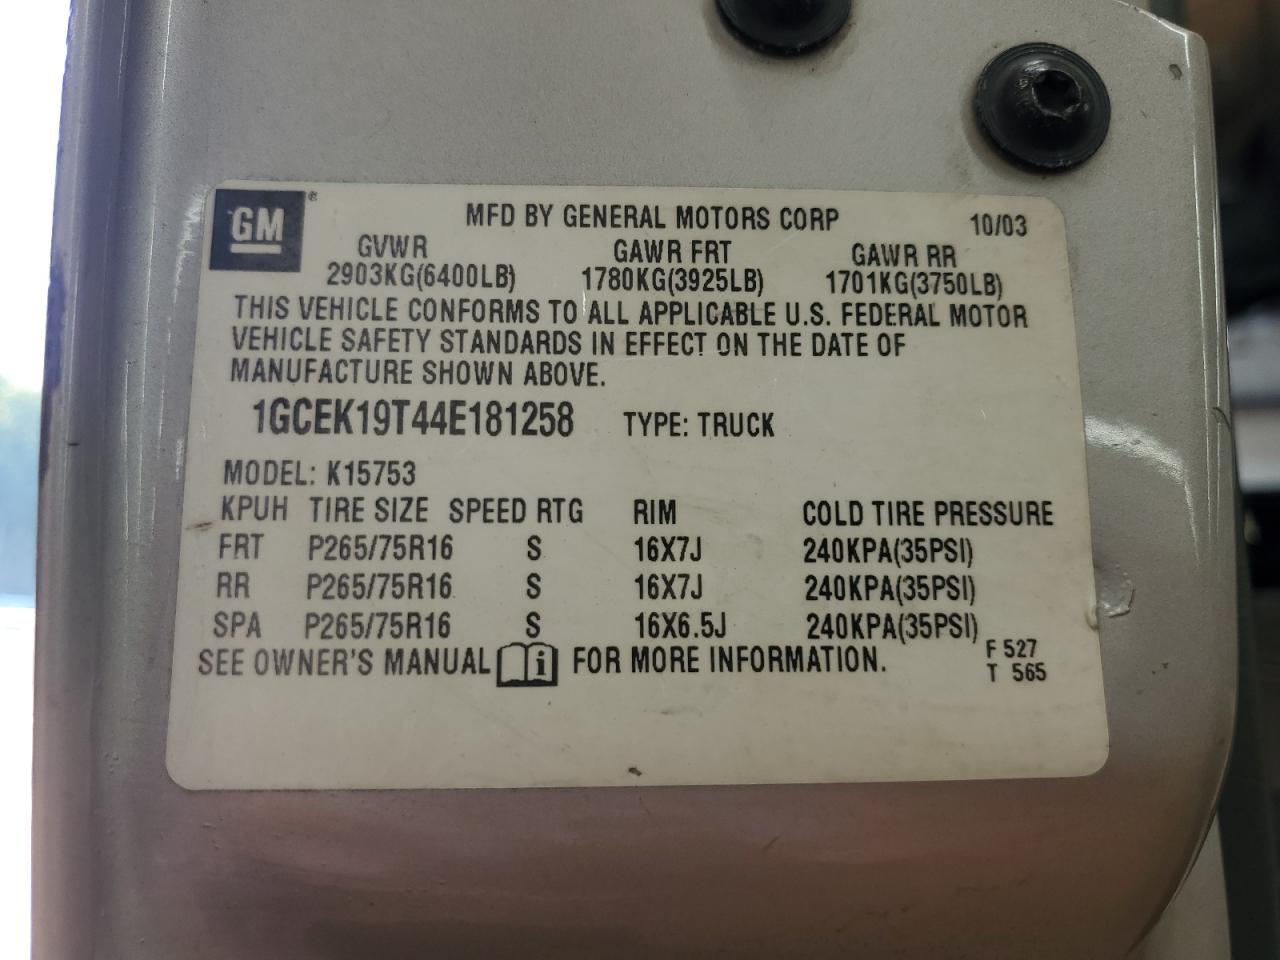 GM ® MFD BY GENERAL MOTORS CORP 10/03
GVWR GAWR FRT GAWR RR
2903KG(6400LB) 1780KG(3925LB) 1701KG(3750LB)
THIS VEHICLE CONFORMS TO ALL APPLICABLE U.S. FEDERAL MOTOR
VEHICLE SAFETY STANDARDS IN EFFECT ON THE DATE OF
MANUFACTURE SHOWN ABOVE.
1GCEK19T44E181258 TYPE: TRUCK
MODEL: K15753
KPUH TIRE SIZE SPEED RTG RIM COLD TIRE PRESSURE
FRT P265/75R16 S 16X7J 240KPA(35PSI)
RR P265/75R16 S 16X7J 240KPA(35PSI)
SPA P265/75R16 S 16X6.5J 240KPA(35PSI)
SEE OWNER'S MANUAL i FOR MORE INFORMATION. F 527
T 565